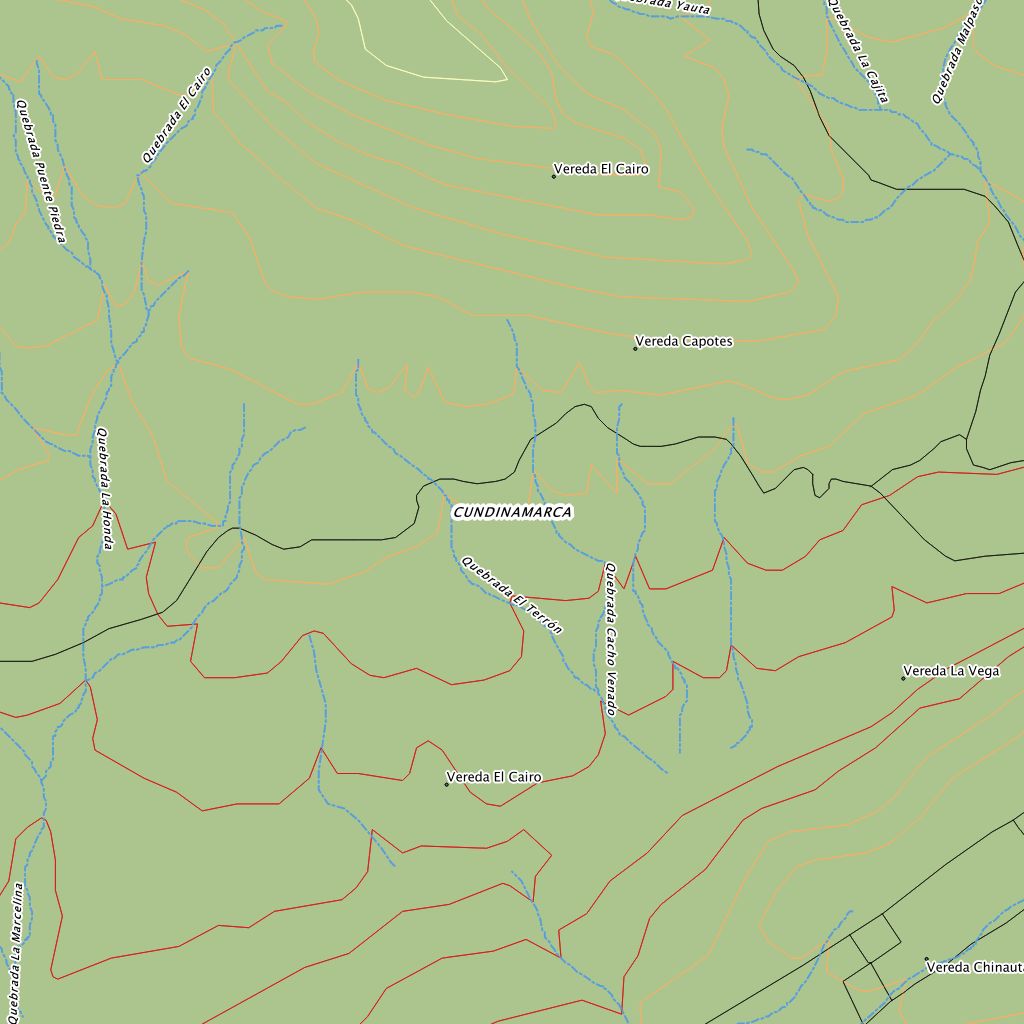 Quebrada Yauta
Quebrada La Cajita
Quebrada Malpaso
Quebrada El Cairo
Quebrada Puente Piedra
Vereda El Cairo
Vereda Capotes
Quebrada La Honda
CUNDINAMARCA
Quebrada El Terrón
Quebrada Cacho Venado
Vereda La Vega
Vereda El Cairo
Quebrada La Marcelina
Vereda Chinauta